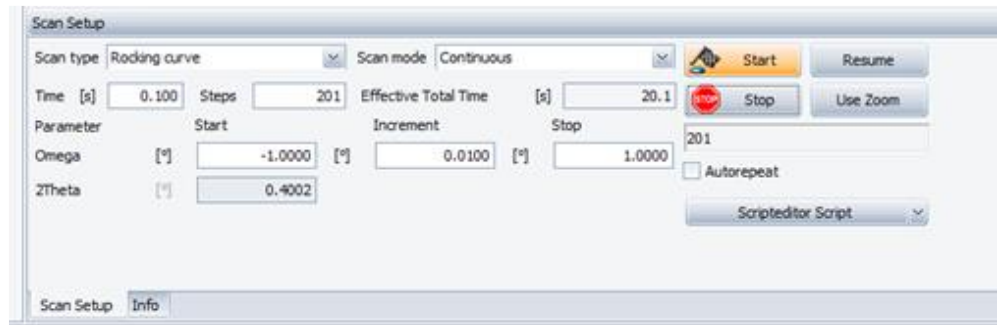 Scan Setup
Scan type Rocking curve Scan mode Continuous Start Resume
Time [s] 0.100 Steps 201 Effective Total Time [s] 20.1 STOP Stop Use Zoom
Parameter Start Increment Stop
201
Omega [°] -1.0000 [°] 0.0100 [°] 1.0000
Autorepeat
2Theta [°] 0.4002
Scripteditor Script
Scan Setup Info